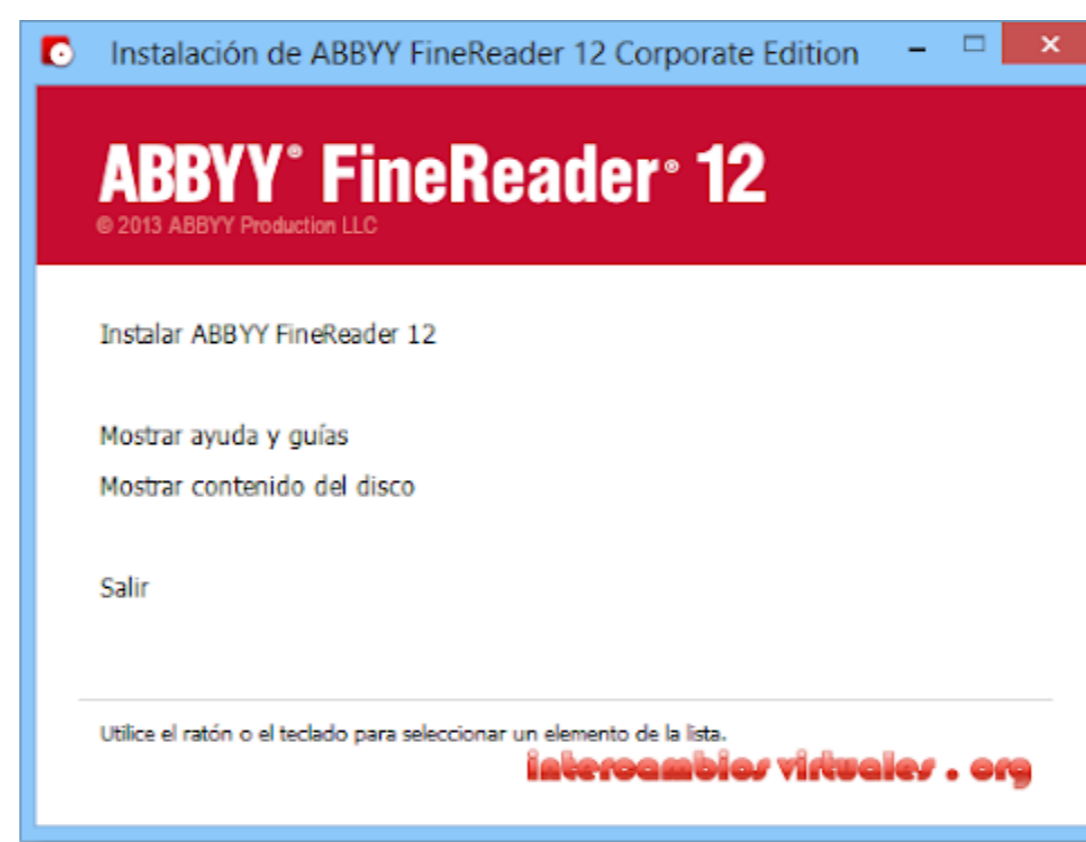 Instalación de ABBYY FineReader 12 Corporate Edition
ABBYY® FineReader® 12
© 2013 ABBYY Production LLC
Instalar ABBYY FineReader 12
Mostrar ayuda y guías
Mostrar contenido del disco
Salir
Utilice el ratón o el teclado para seleccionar un elemento de la lista.
intercambios virtuales . org